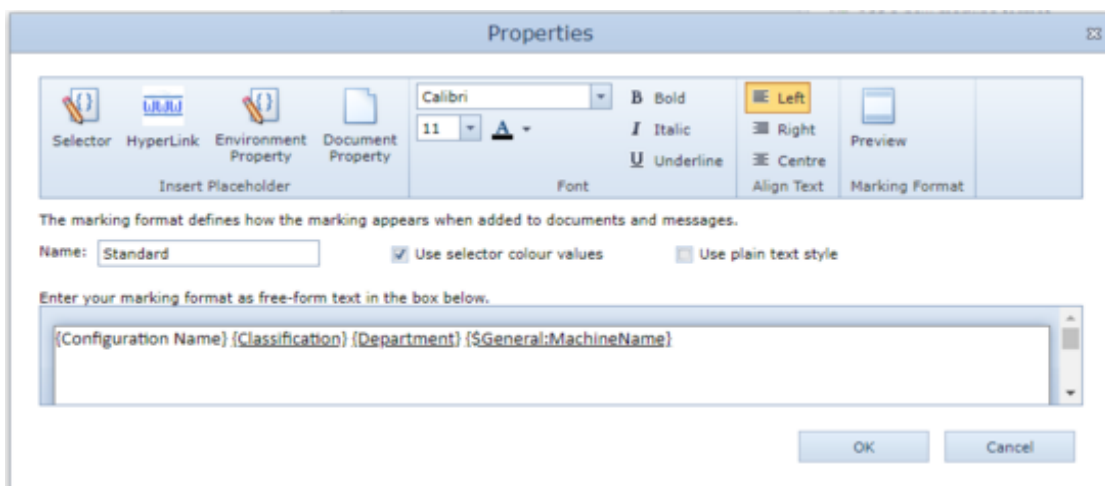 Properties
Calibri
B Bold
Left
11
A
I Italic
Right
Selector HyperLink Environment Property Document Property
U Underline
Centre
Preview
Insert Placeholder
Font
Align Text
Marking Format
The marking format defines how the marking appears when added to documents and messages.
Name: Standard
Use selector colour values
Use plain text style
Enter your marking format as free-form text in the box below.
{Configuration Name} {Classification} {Department} {$General:MachineName}
OK
Cancel